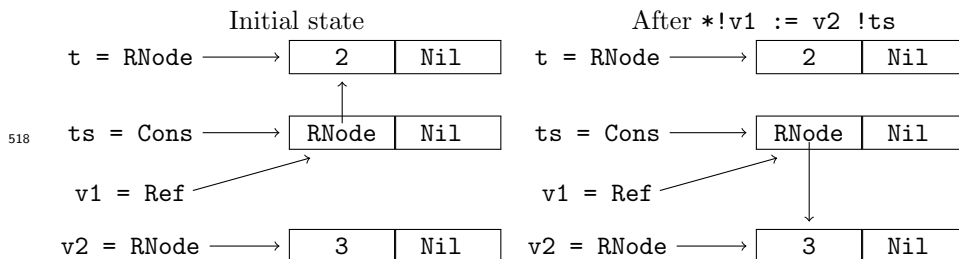 Initial state After *!v1 := v2 !ts
t = RNode 2 Nil t = RNode 2 Nil
518 ts = Cons RNode Nil ts = Cons RNode Nil
v1 = Ref v1 = Ref
v2 = RNode 3 Nil v2 = RNode 3 Nil